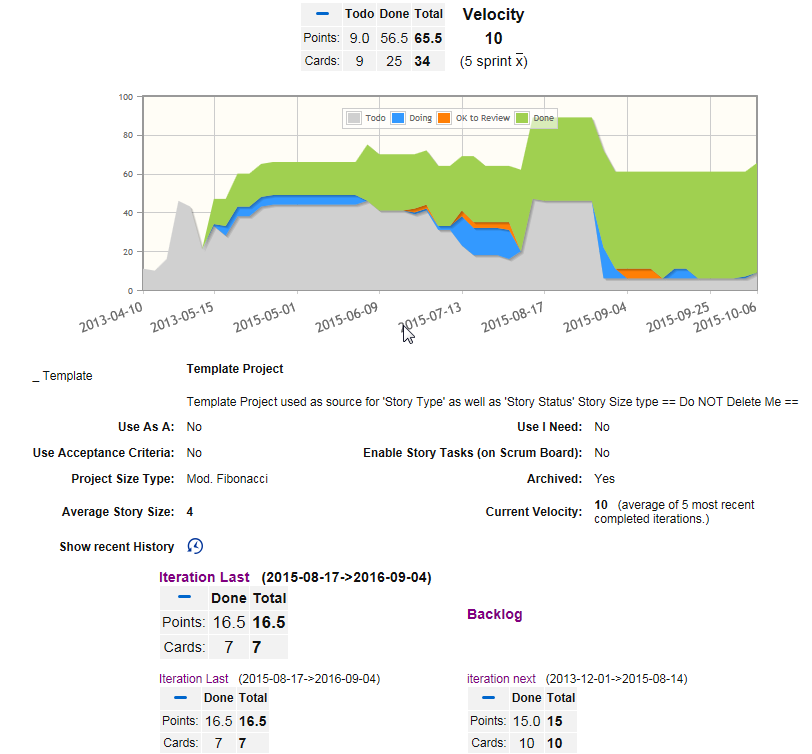 Todo Done Total
Points: 9.0 56.5 65.5
Cards: 9 25 34
Velocity
10
(5 sprint x̅)
100
80
60
40
20
0
Todo Doing OK to Review Done
2013-04-10 2013-05-15 2015-05-01 2015-06-09 2015-07-13 2015-08-17 2015-09-04 2015-09-25 2015-10-06
_ Template
Template Project
Template Project used as source for 'Story Type' as well as 'Story Status' Story Size type == Do NOT Delete Me ==
Use As A: No Use I Need: No
Use Acceptance Criteria: No Enable Story Tasks (on Scrum Board): No
Project Size Type: Mod. Fibonacci Archived: Yes
Average Story Size: 4 Current Velocity: 10 (average of 5 most recent
completed iterations.)
Show recent History
Iteration Last (2015-08-17->2016-09-04)
Done Total
Points: 16.5 16.5
Cards: 7 7
Backlog
Iteration Last (2015-08-17->2016-09-04)
Done Total
Points: 16.5 16.5
Cards: 7 7
iteration next (2013-12-01->2015-08-14)
Done Total
Points: 15.0 15
Cards: 10 10